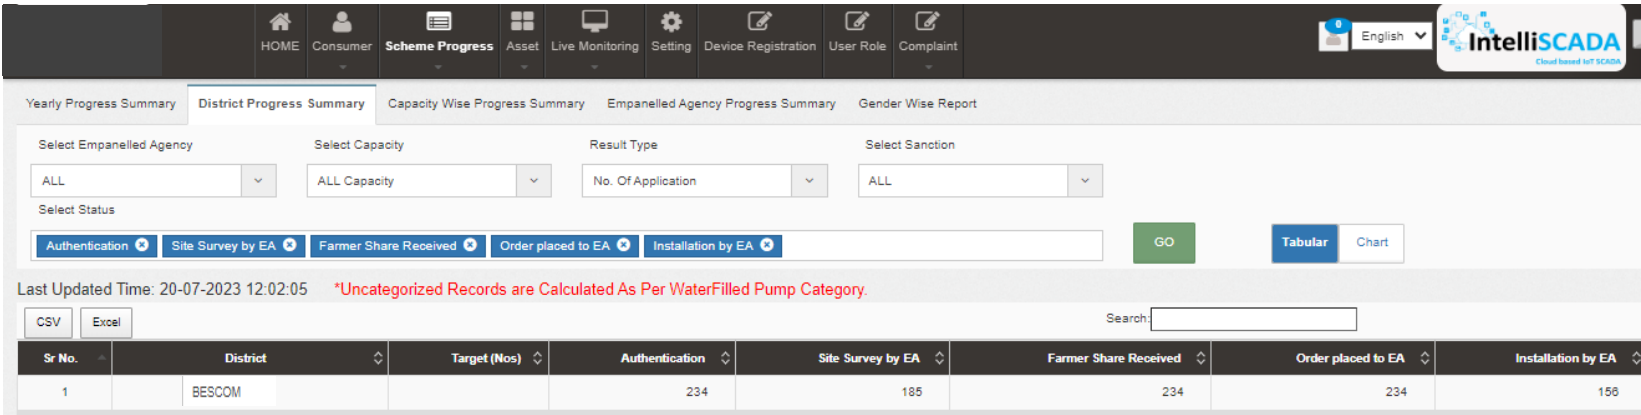 0
English
IntelliSCADA
Cloud based IoT SCADA
HOME Consumer Scheme Progress Asset Live Monitoring Setting Device Registration User Role Complaint
Yearly Progress Summary District Progress Summary Capacity Wise Progress Summary Empanelled Agency Progress Summary Gender Wise Report
Select Empanelled Agency Select Capacity Result Type Select Sanction
ALL ALL Capacity No. Of Application ALL
Select Status
Authentication Site Survey by EA Farmer Share Received Order placed to EA Installation by EA GO Tabular Chart
Last Updated Time: 20-07-2023 12:02:05 *Uncategorized Records are Calculated As Per WaterFilled Pump Category.
CSV Excel Search:
Sr No. District Target (Nos) Authentication Site Survey by EA Farmer Share Received Order placed to EA Installation by EA
1 BESCOM 234 185 234 234 156